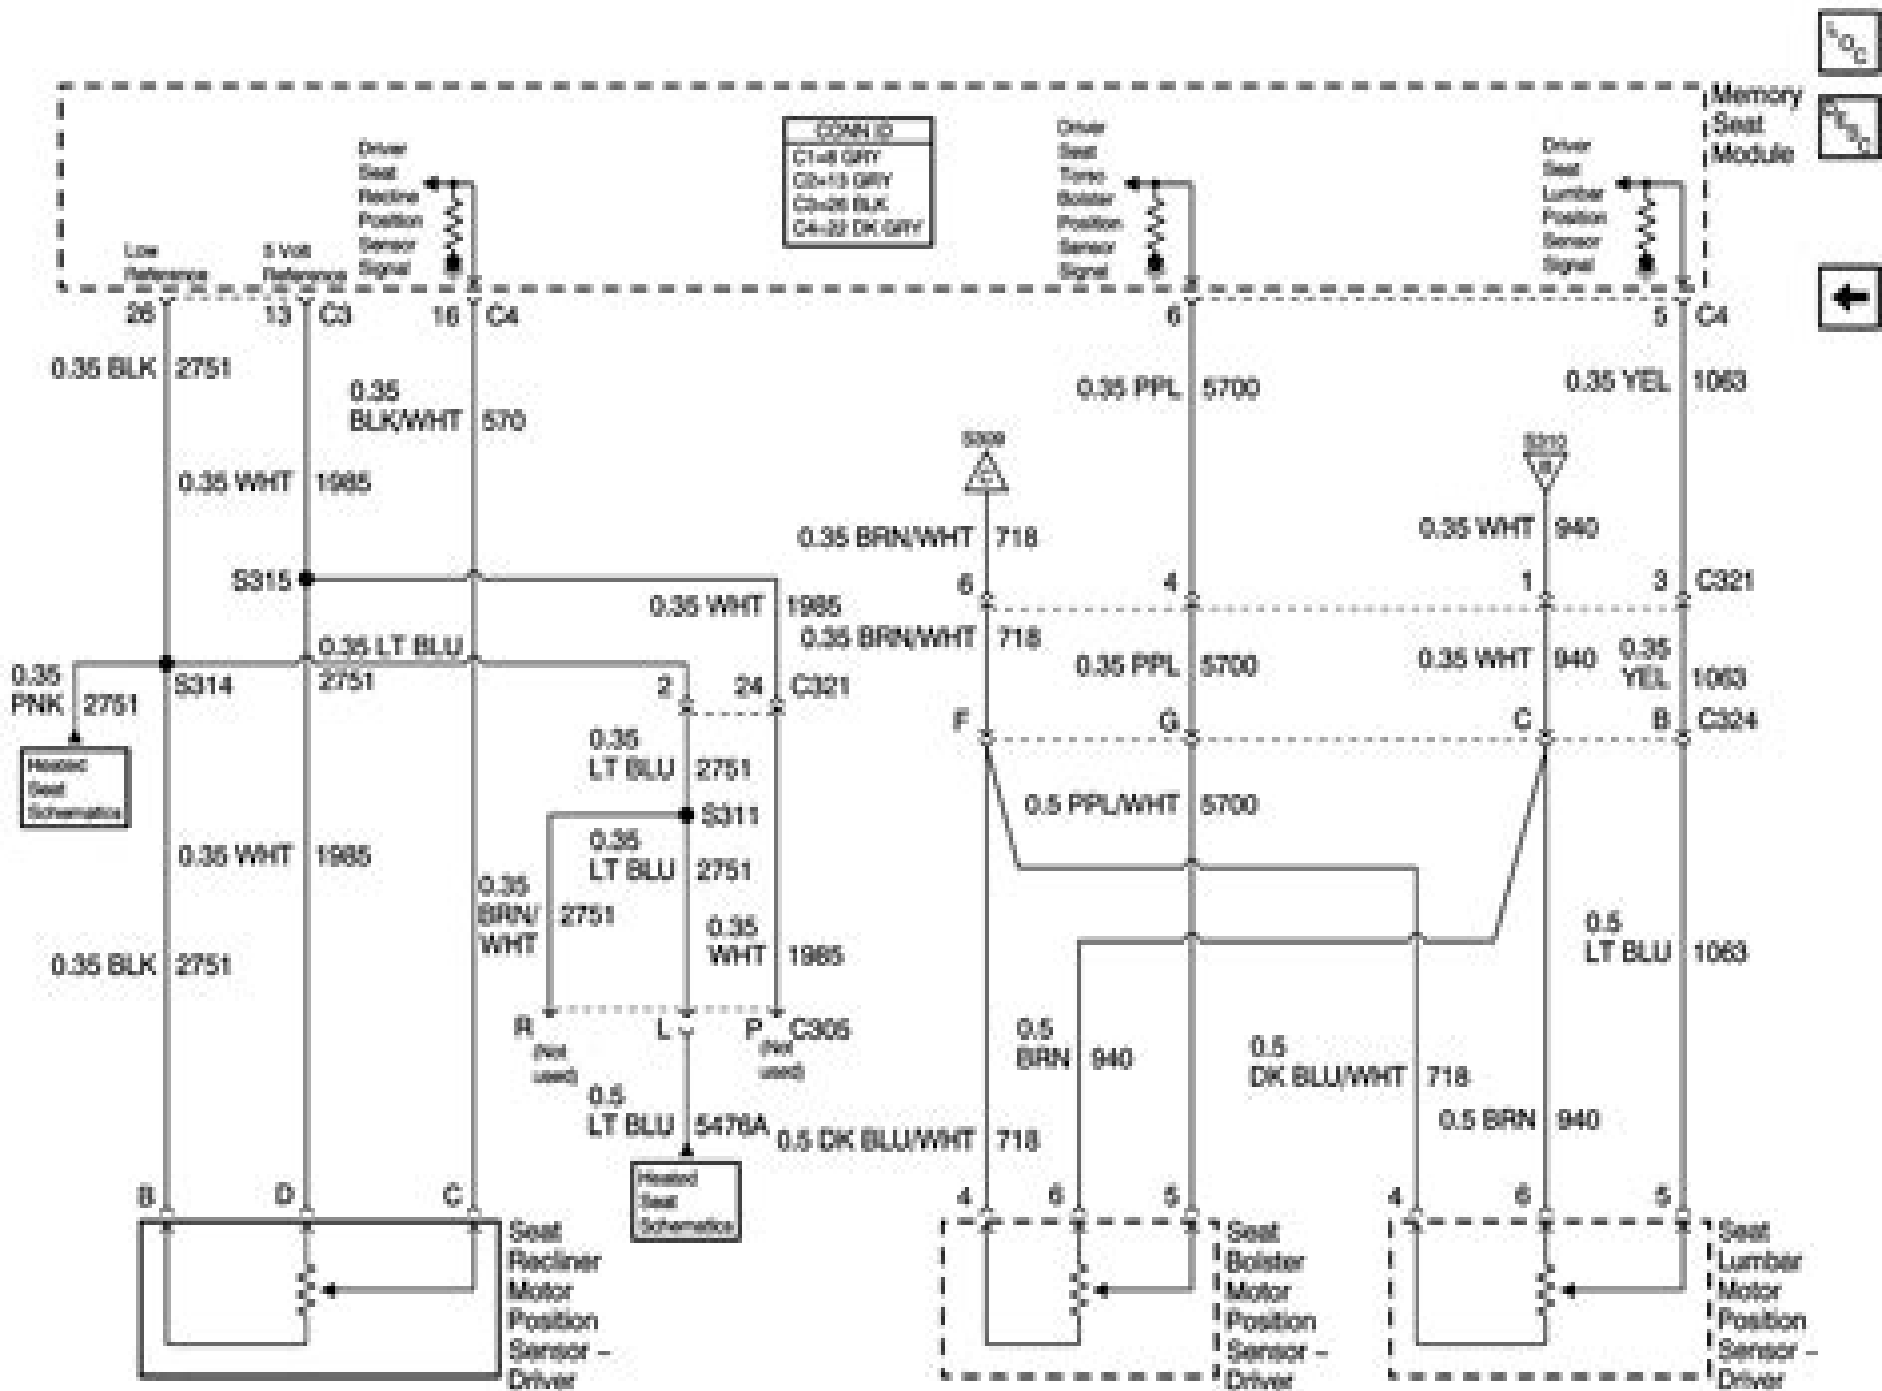 LOC
DESC
Memory
Seat
Module
CONN ID
C1=8 GRY
C2=13 GRY
C3=26 BLK
C4=22 DK GRY
Driver
Seat
Recline
Position
Sensor
Signal
Driver
Seat
Torso
Bolster
Position
Sensor
Signal
Driver
Seat
Lumbar
Position
Sensor
Signal
Low
Reference
5 Volt
Reference
26
13
C3
16
C4
6
5
C4
0.35 BLK
2751
0.35
BLK/WHT
570
0.35 PPL
5700
0.35 YEL
1063
0.35 WHT
1985
S309
S310
0.35 BRN/WHT
718
0.35 WHT
940
S315
6
4
1
3
C321
0.35 WHT
1985
0.35 BRN/WHT
718
0.35 PPL
5700
0.35 WHT
940
0.35
YEL
1063
0.35 LT BLU
2751
S314
0.35
PNK
2751
2
24
C321
F
G
C
B
C324
Heated
Seat
Schematics
0.35
LT BLU
2751
S311
0.5 PPL/WHT
5700
0.35 WHT
1985
0.35
LT BLU
2751
0.35
BRN/
WHT
2751
0.35
WHT
1985
0.35 BLK
2751
0.5
LT BLU
1063
R
(Not
used)
L
P
(Not
used)
C305
0.5
BRN
940
0.5
DK BLU/WHT
718
0.5
LT BLU
5476A
0.5 DK BLU/WHT
718
0.5 BRN
940
Heated
Seat
Schematics
B
D
C
4
6
5
4
6
5
Seat
Recliner
Motor
Position
Sensor –
Driver
Seat
Bolster
Motor
Position
Sensor –
Driver
Seat
Lumbar
Motor
Position
Sensor –
Driver